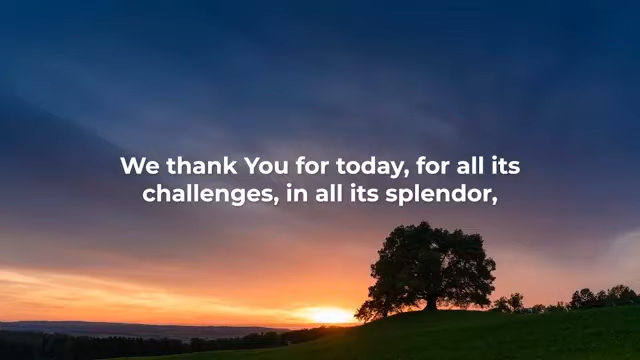 We thank You for today, for all its
challenges, in all its splendor,